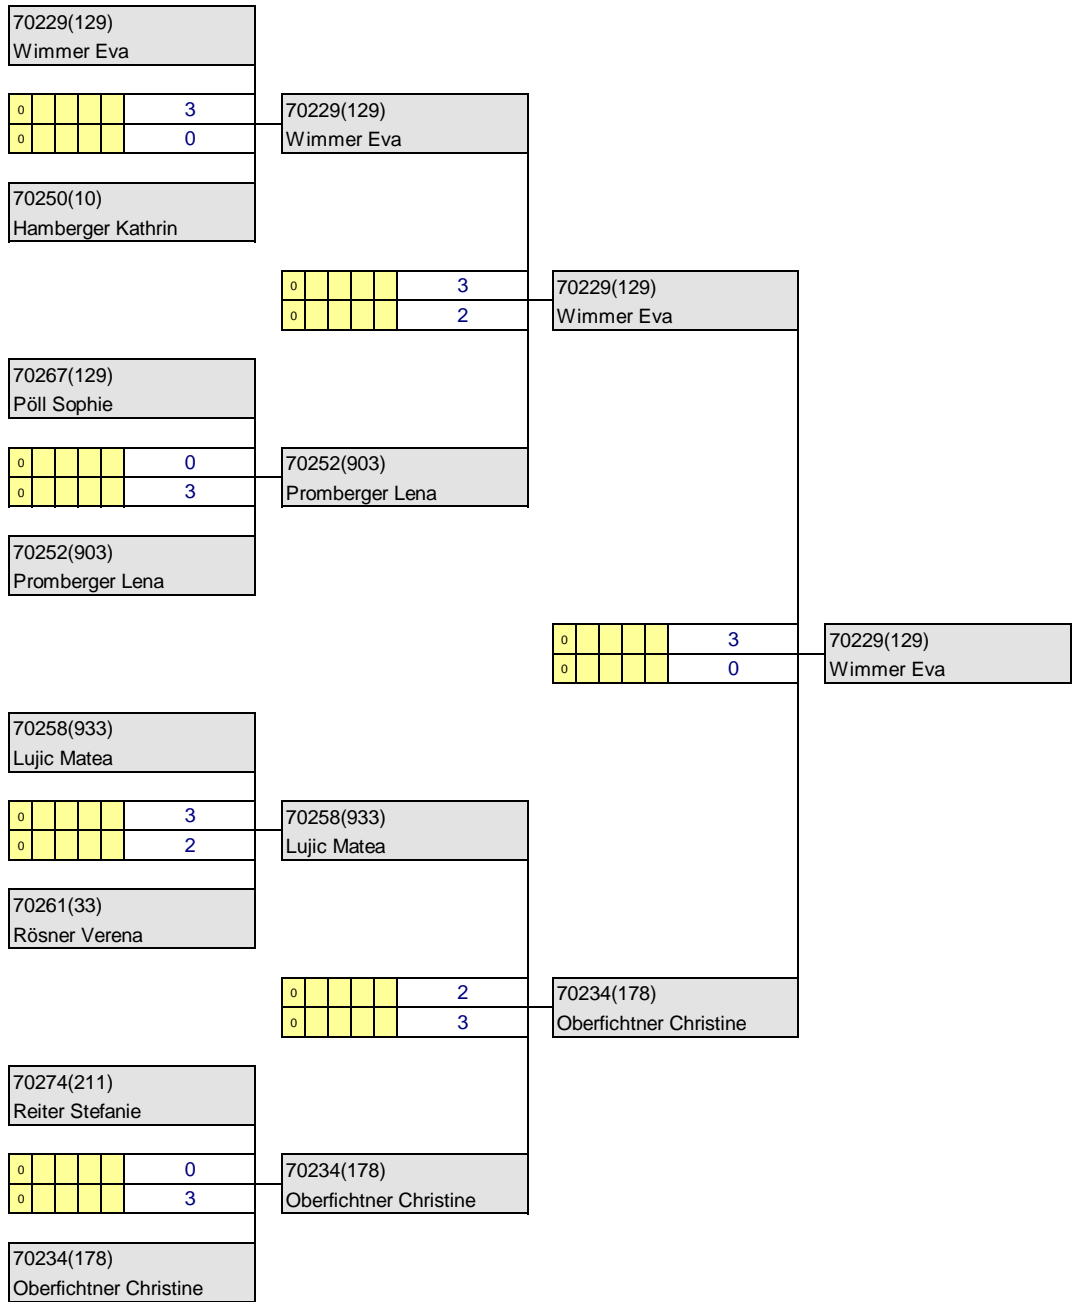 70229(129)
Wimmer Eva
0 3
0 0
70229(129)
Wimmer Eva
70250(10)
Hamberger Kathrin
0 3
0 2
70229(129)
Wimmer Eva
70267(129)
Pöll Sophie
0 0
0 3
70252(903)
Promberger Lena
70252(903)
Promberger Lena
0 3
0 0
70229(129)
Wimmer Eva
70258(933)
Lujic Matea
0 3
0 2
70258(933)
Lujic Matea
70261(33)
Rösner Verena
0 2
0 3
70234(178)
Oberfichtner Christine
70274(211)
Reiter Stefanie
0 0
0 3
70234(178)
Oberfichtner Christine
70234(178)
Oberfichtner Christine